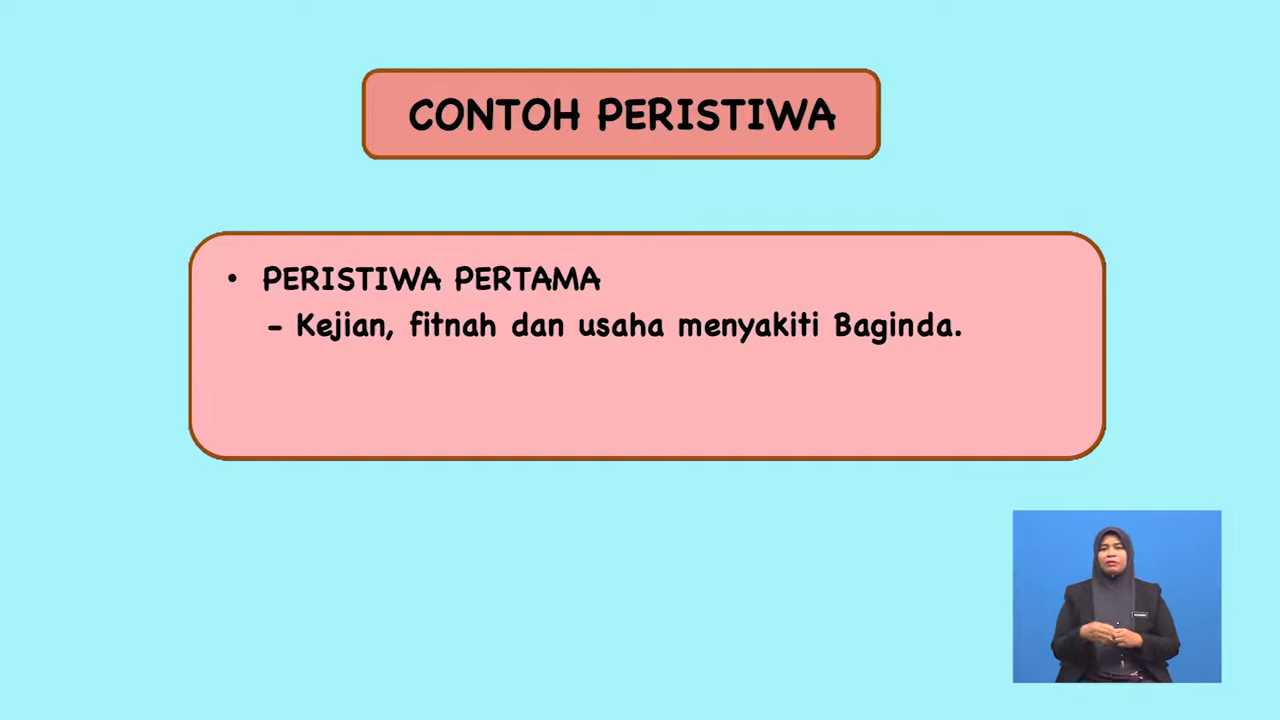 CONTOH PERISTIWA
• PERISTIWA PERTAMA
- Kejian, fitnah dan usaha menyakiti Baginda.